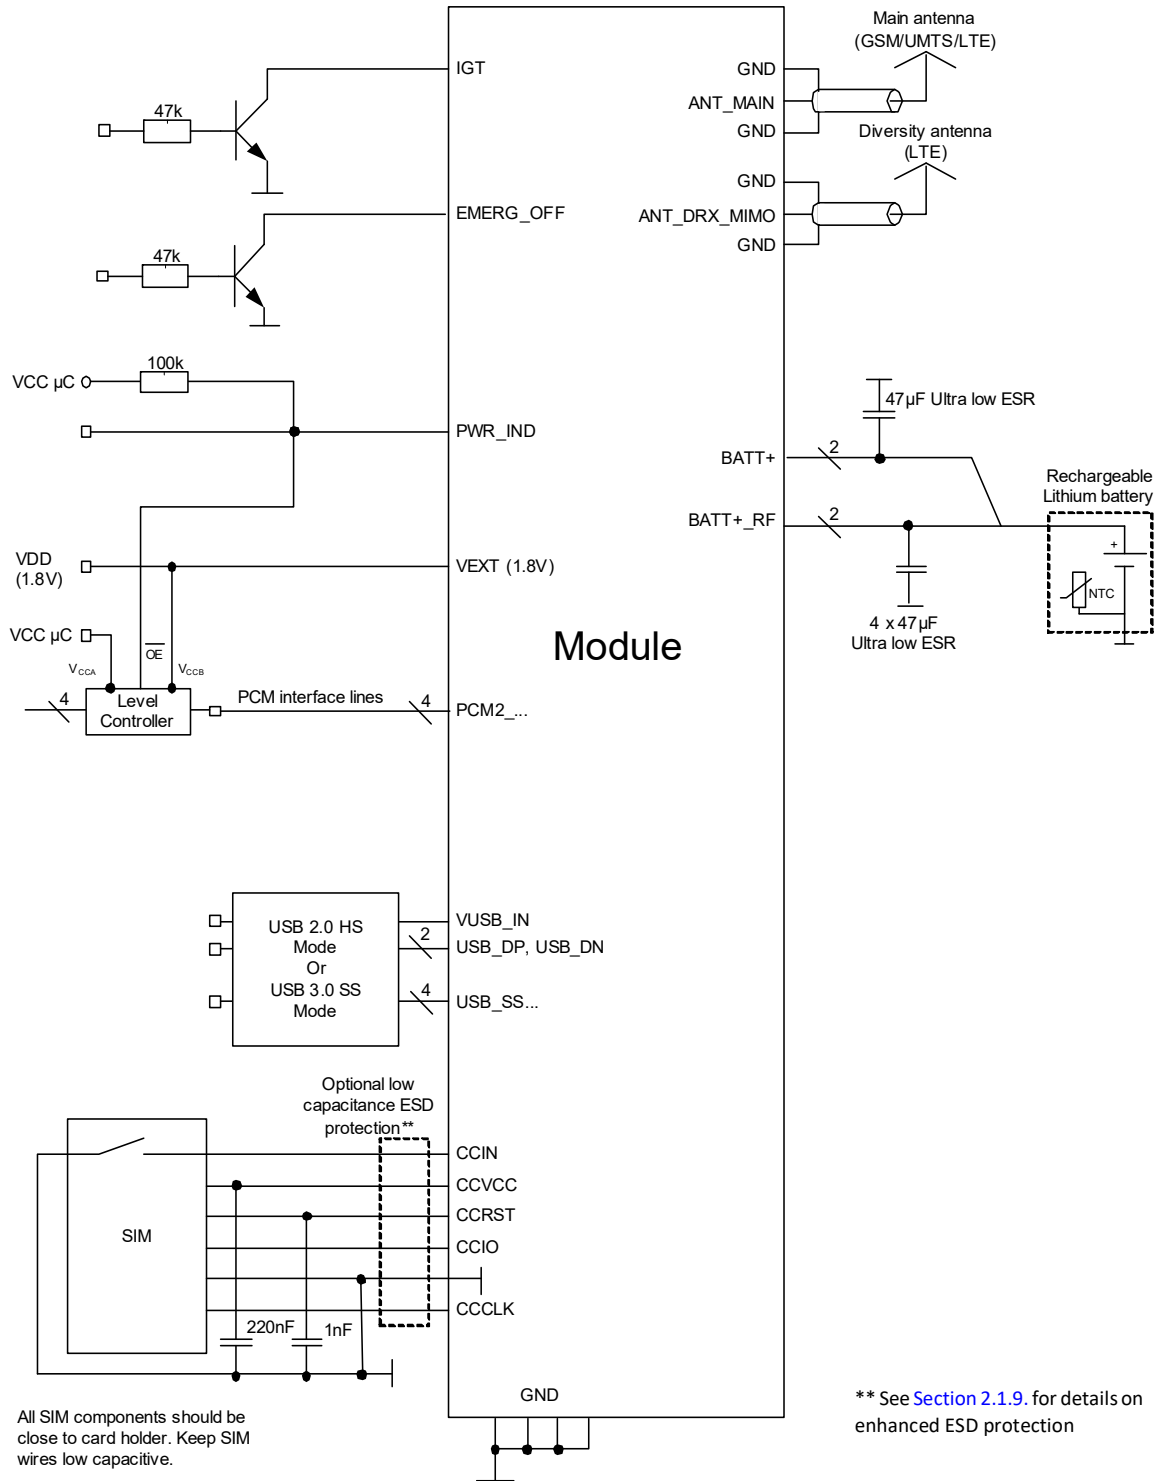 Main antenna
(GSM/UMTS/LTE)
IGT
GND
ANT_MAIN
GND
47k
Diversity antenna
(LTE)
GND
EMERG_OFF
ANT_DRX_MIMO
GND
47k
100k
VCC µC
47µF Ultra low ESR
PWR_IND
BATT+
2
Rechargeable
Lithium battery
BATT+_RF
2
+
NTC
VDD
(1.8V)
VEXT (1.8V)
4 x 47µF
Ultra low ESR
Module
VCC µC
VCCA
OE
VCCB
4
Level
Controller
PCM interface lines
4
PCM2_...
USB 2.0 HS
Mode
Or
USB 3.0 SS
Mode
VUSB_IN
2
USB_DP, USB_DN
4
USB_SS...
Optional low
capacitance ESD
protection**
SIM
CCIN
CCVCC
CCRST
CCIO
CCCLK
220nF
1nF
GND
All SIM components should be
close to card holder. Keep SIM
wires low capacitive.
** See Section 2.1.9. for details on
enhanced ESD protection